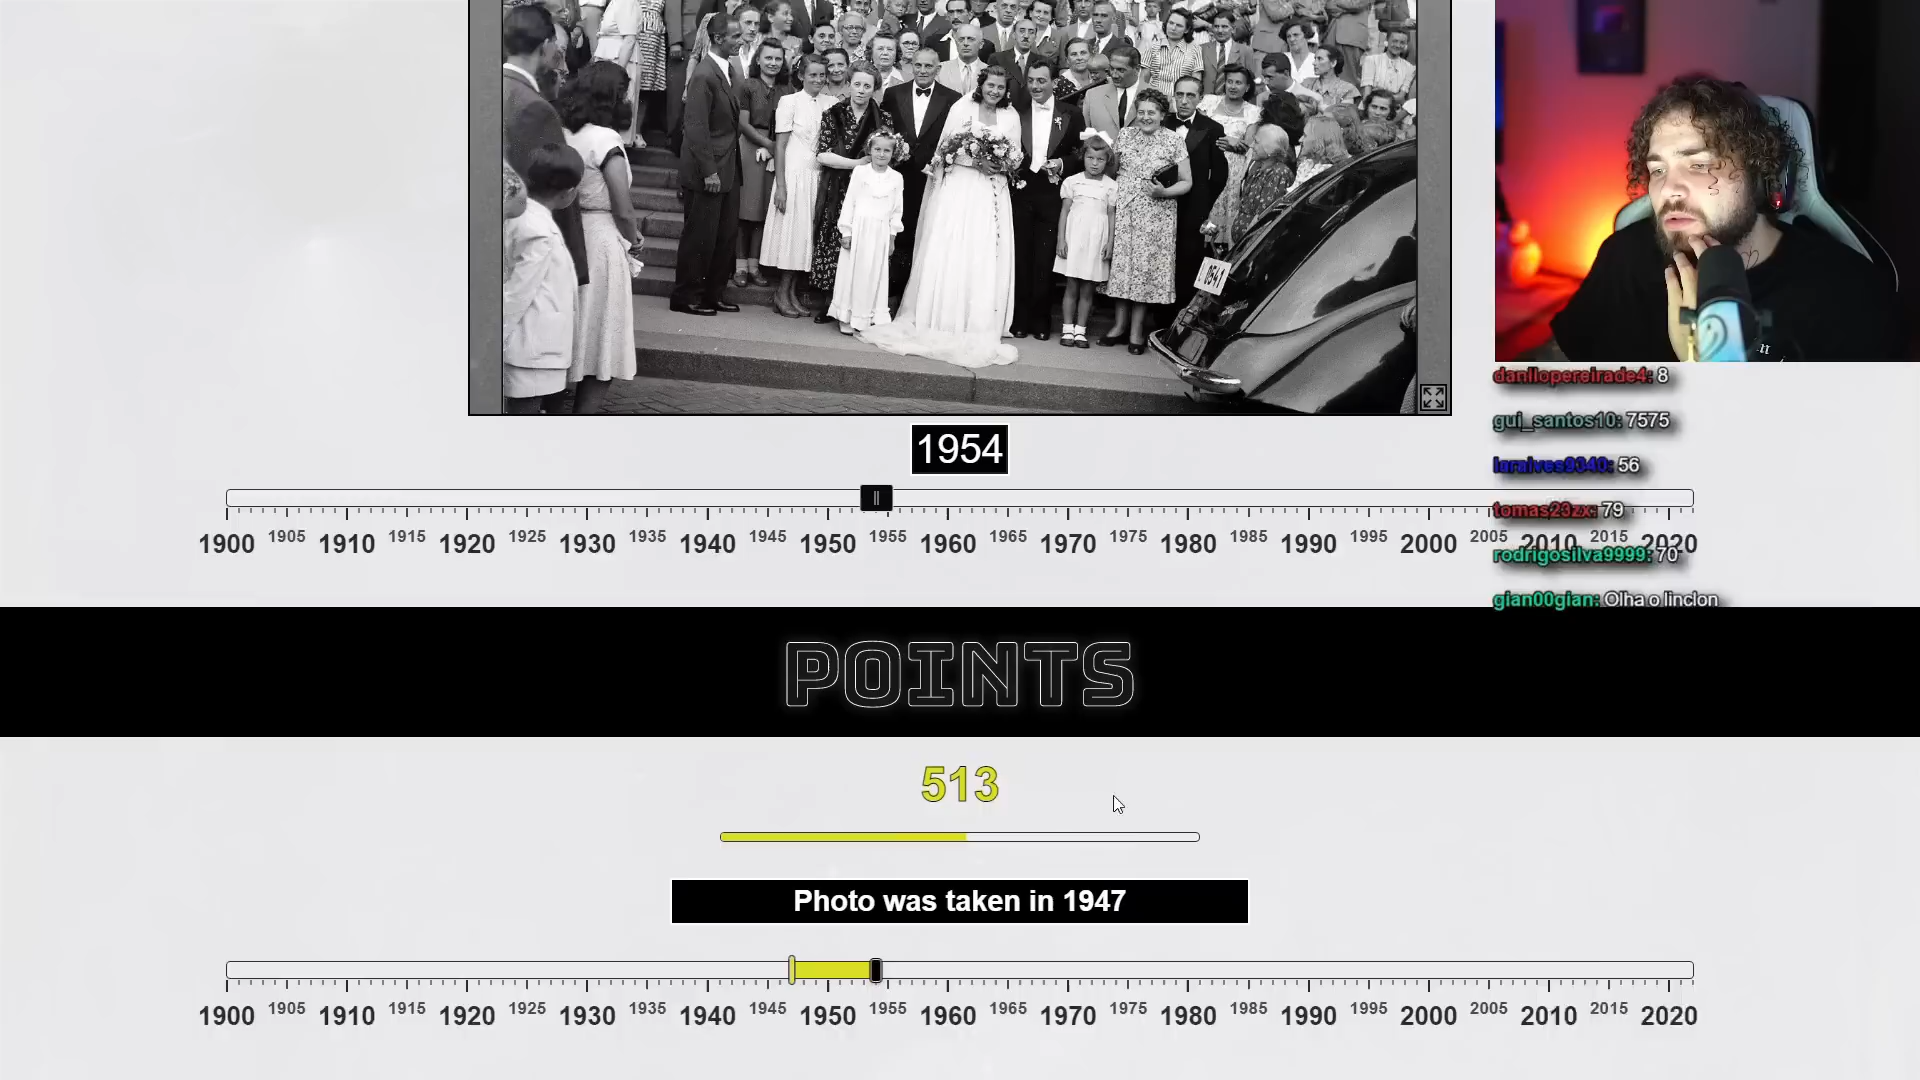 L 0541
danilopereirade4: 8
gui_santos10: 7575
1954
tomas23zx: 79
1900 1905 1910 1915 1920 1925 1930 1935 1940 1945 1950 1955 1960 1965 1970 1975 1980 1985 1990 1995 2000 2005 2010 2015 2020
rodrigosilva9999: 70
gian00gian: Olha o linclon
POINTS
513
Photo was taken in 1947
1900 1905 1910 1915 1920 1925 1930 1935 1940 1945 1950 1955 1960 1965 1970 1975 1980 1985 1990 1995 2000 2005 2010 2015 2020